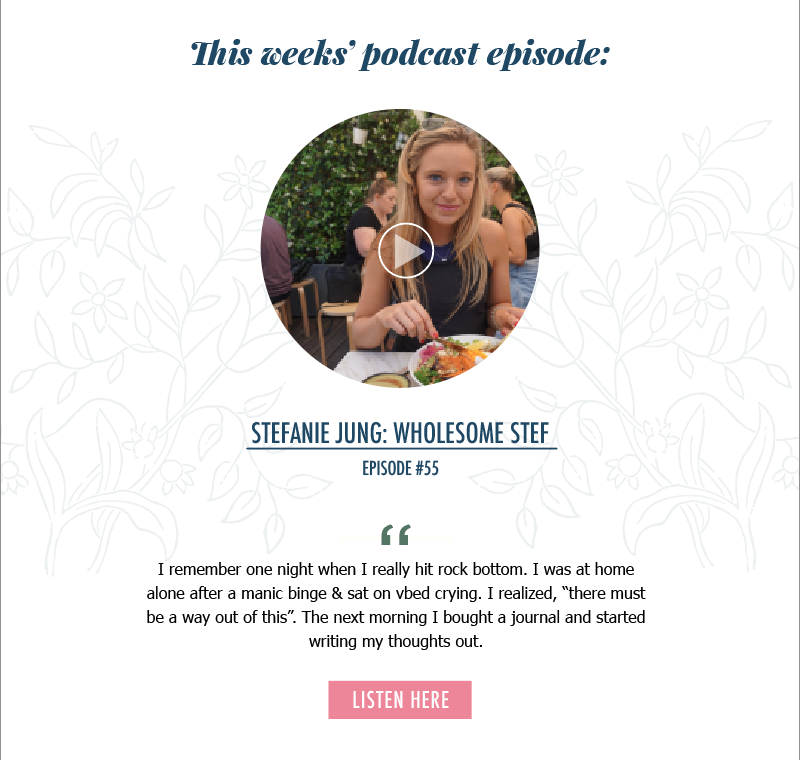 This weeks’ podcast episode:
STEFANIE JUNG: WHOLESOME STEF
EPISODE #55
“
I remember one night when I really hit rock bottom. I was at home
alone after a manic binge & sat on vbed crying. I realized, “there must
be a way out of this”. The next morning I bought a journal and started
writing my thoughts out.
LISTEN HERE